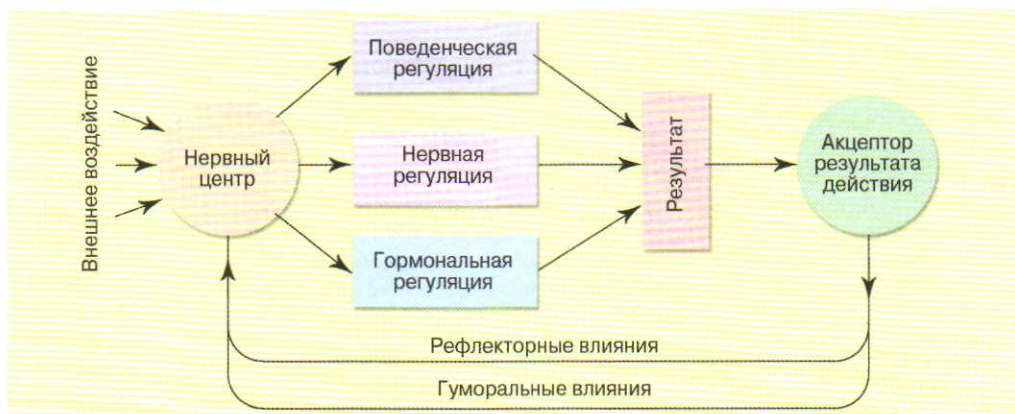 Внешнее воздействие
Нервный
центр
Поведенческая
регуляция
Нервная
регуляция
Гормональная
регуляция
Результат
Акцептор
результата
действия
Рефлекторные влияния
Гуморальные влияния